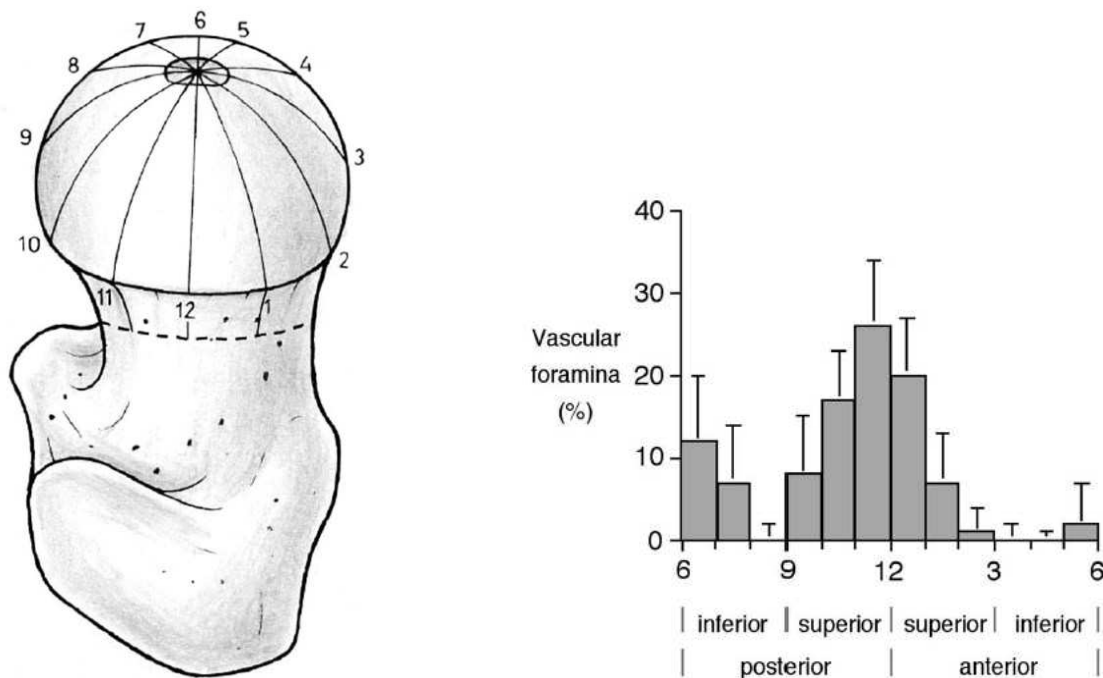 6
7 5
8 4
9 3
10 2
11 12 1
40
30
Vascular
foramina 20
(%)
10
0
6 9 12 3 6
inferior superior superior inferior
posterior anterior